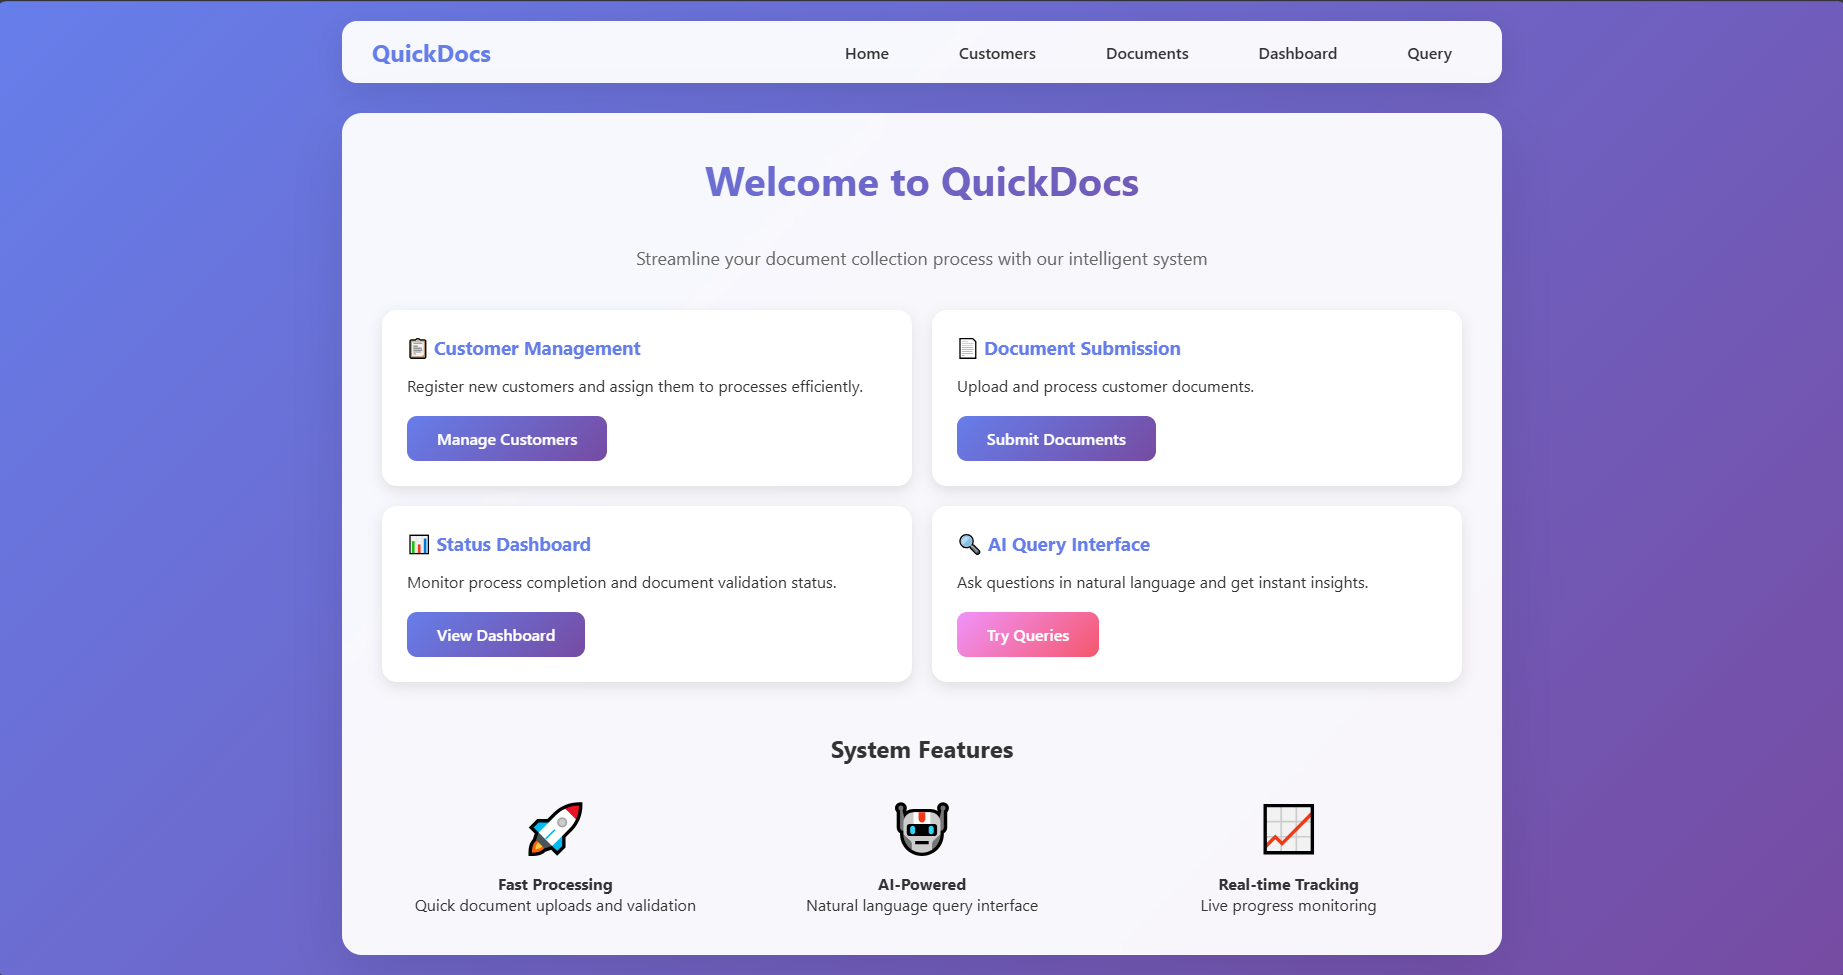 QuickDocs
Home
Customers
Documents
Dashboard
Query
Welcome to QuickDocs
Streamline your document collection process with our intelligent system
Customer Management
Register new customers and assign them to processes efficiently.
Manage Customers
Document Submission
Upload and process customer documents.
Submit Documents
Status Dashboard
Monitor process completion and document validation status.
View Dashboard
AI Query Interface
Ask questions in natural language and get instant insights.
Try Queries
System Features
Fast Processing
Quick document uploads and validation
AI-Powered
Natural language query interface
Real-time Tracking
Live progress monitoring